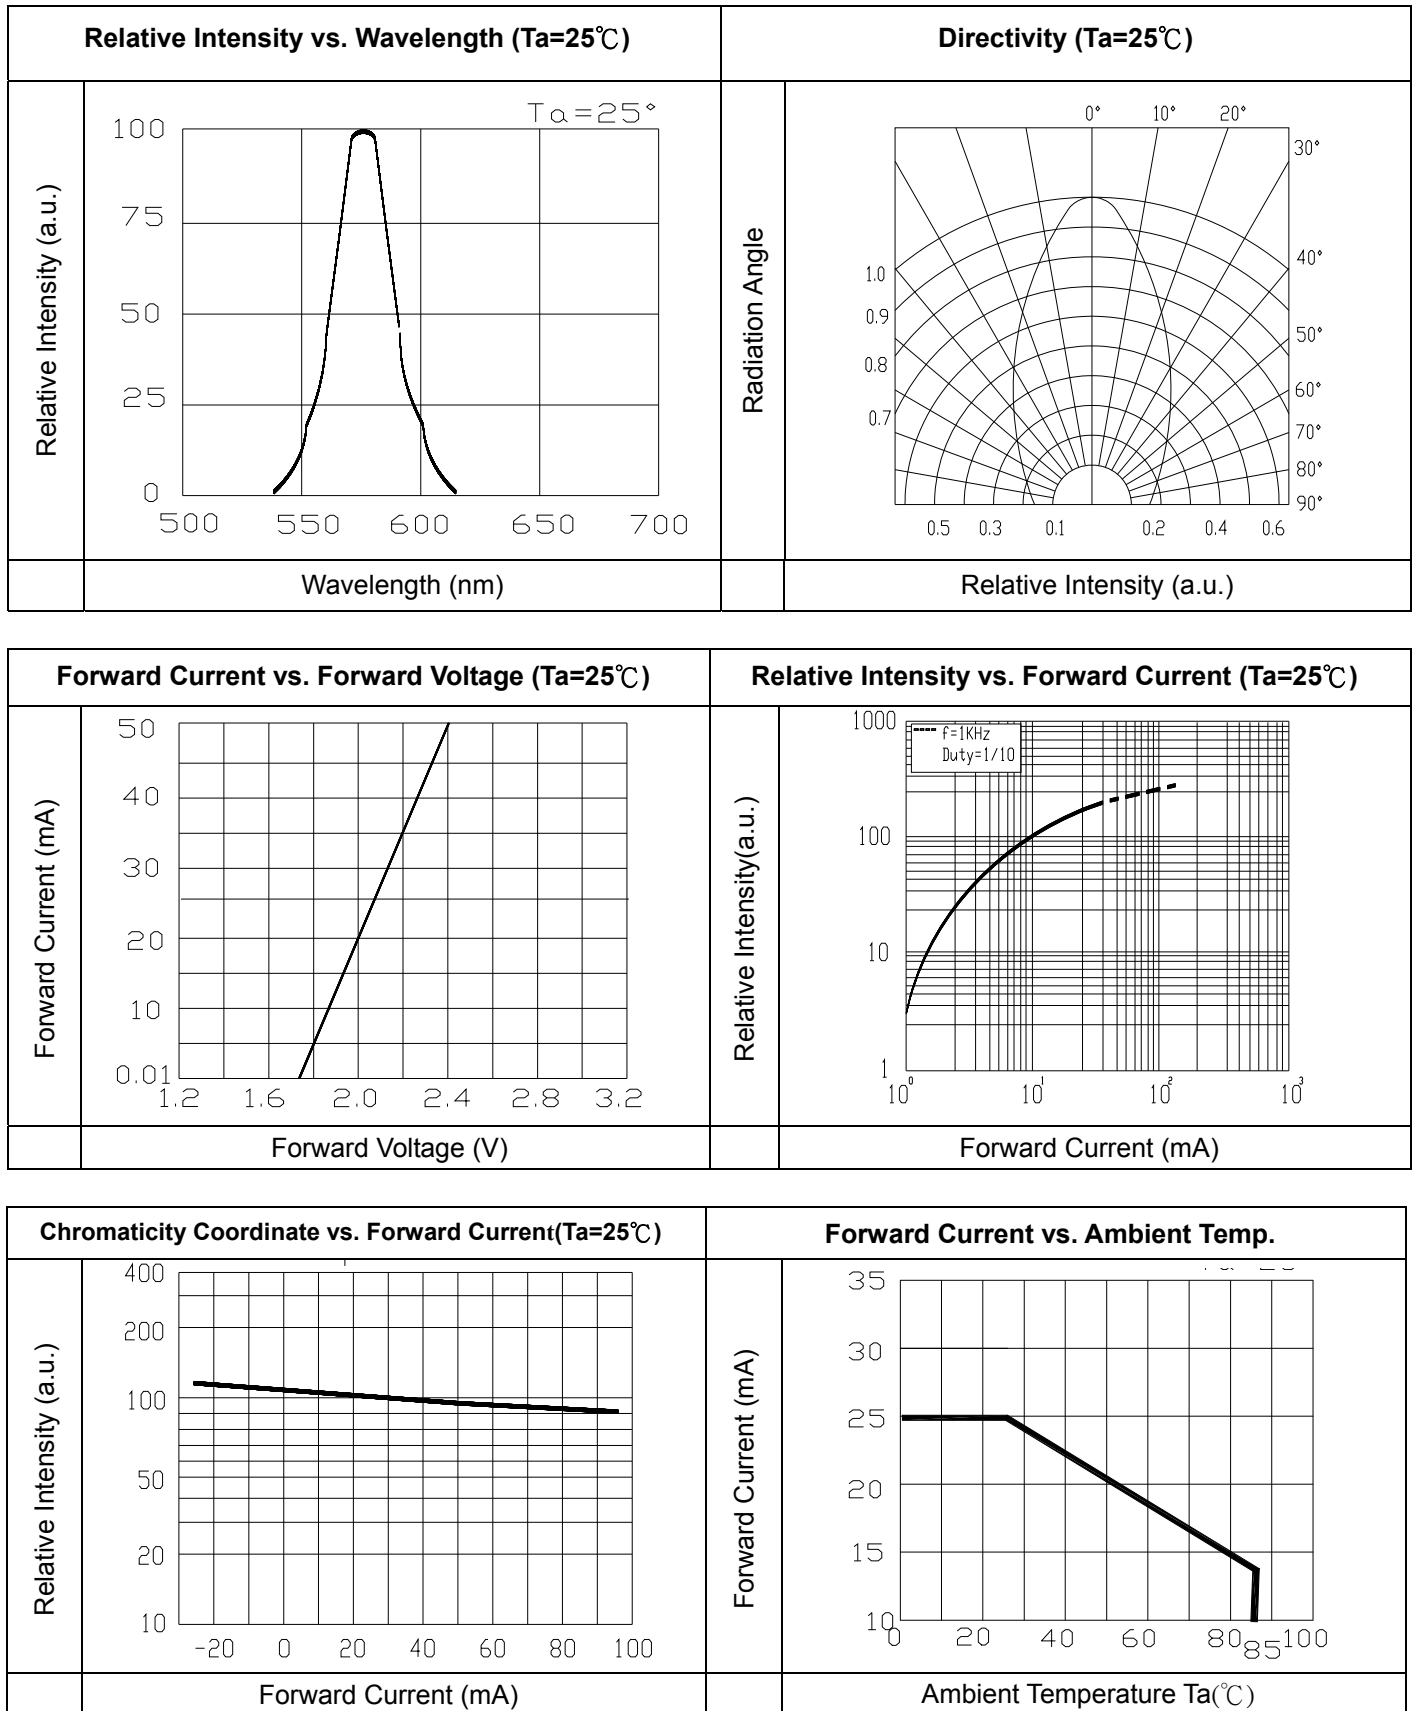 Relative Intensity vs. Wavelength (Ta=25℃)
Directivity (Ta=25℃)
Relative Intensity (a.u.)
Ta=25°
100
75
50
25
0
500 550 600 650 700
Wavelength (nm)
Radiation Angle
0° 10° 20°
30°
40°
50°
60°
70°
80°
90°
1.0
0.9
0.8
0.7
0.5 0.3 0.1 0.2 0.4 0.6
Relative Intensity (a.u.)
Forward Current vs. Forward Voltage (Ta=25℃)
Relative Intensity vs. Forward Current (Ta=25℃)
Forward Current (mA)
50
40
30
20
10
0.01
1.2 1.6 2.0 2.4 2.8 3.2
Forward Voltage (V)
Relative Intensity(a.u.)
1000
100
10
1
f=1KHz
Duty=1/10
10⁰ 10¹ 10² 10³
Forward Current (mA)
Chromaticity Coordinate vs. Forward Current(Ta=25℃)
Forward Current vs. Ambient Temp.
Relative Intensity (a.u.)
400
200
100
50
20
10
-20 0 20 40 60 80 100
Forward Current (mA)
Forward Current (mA)
35
30
25
20
15
10
0 20 40 60 80 85 100
Ambient Temperature Ta(℃)